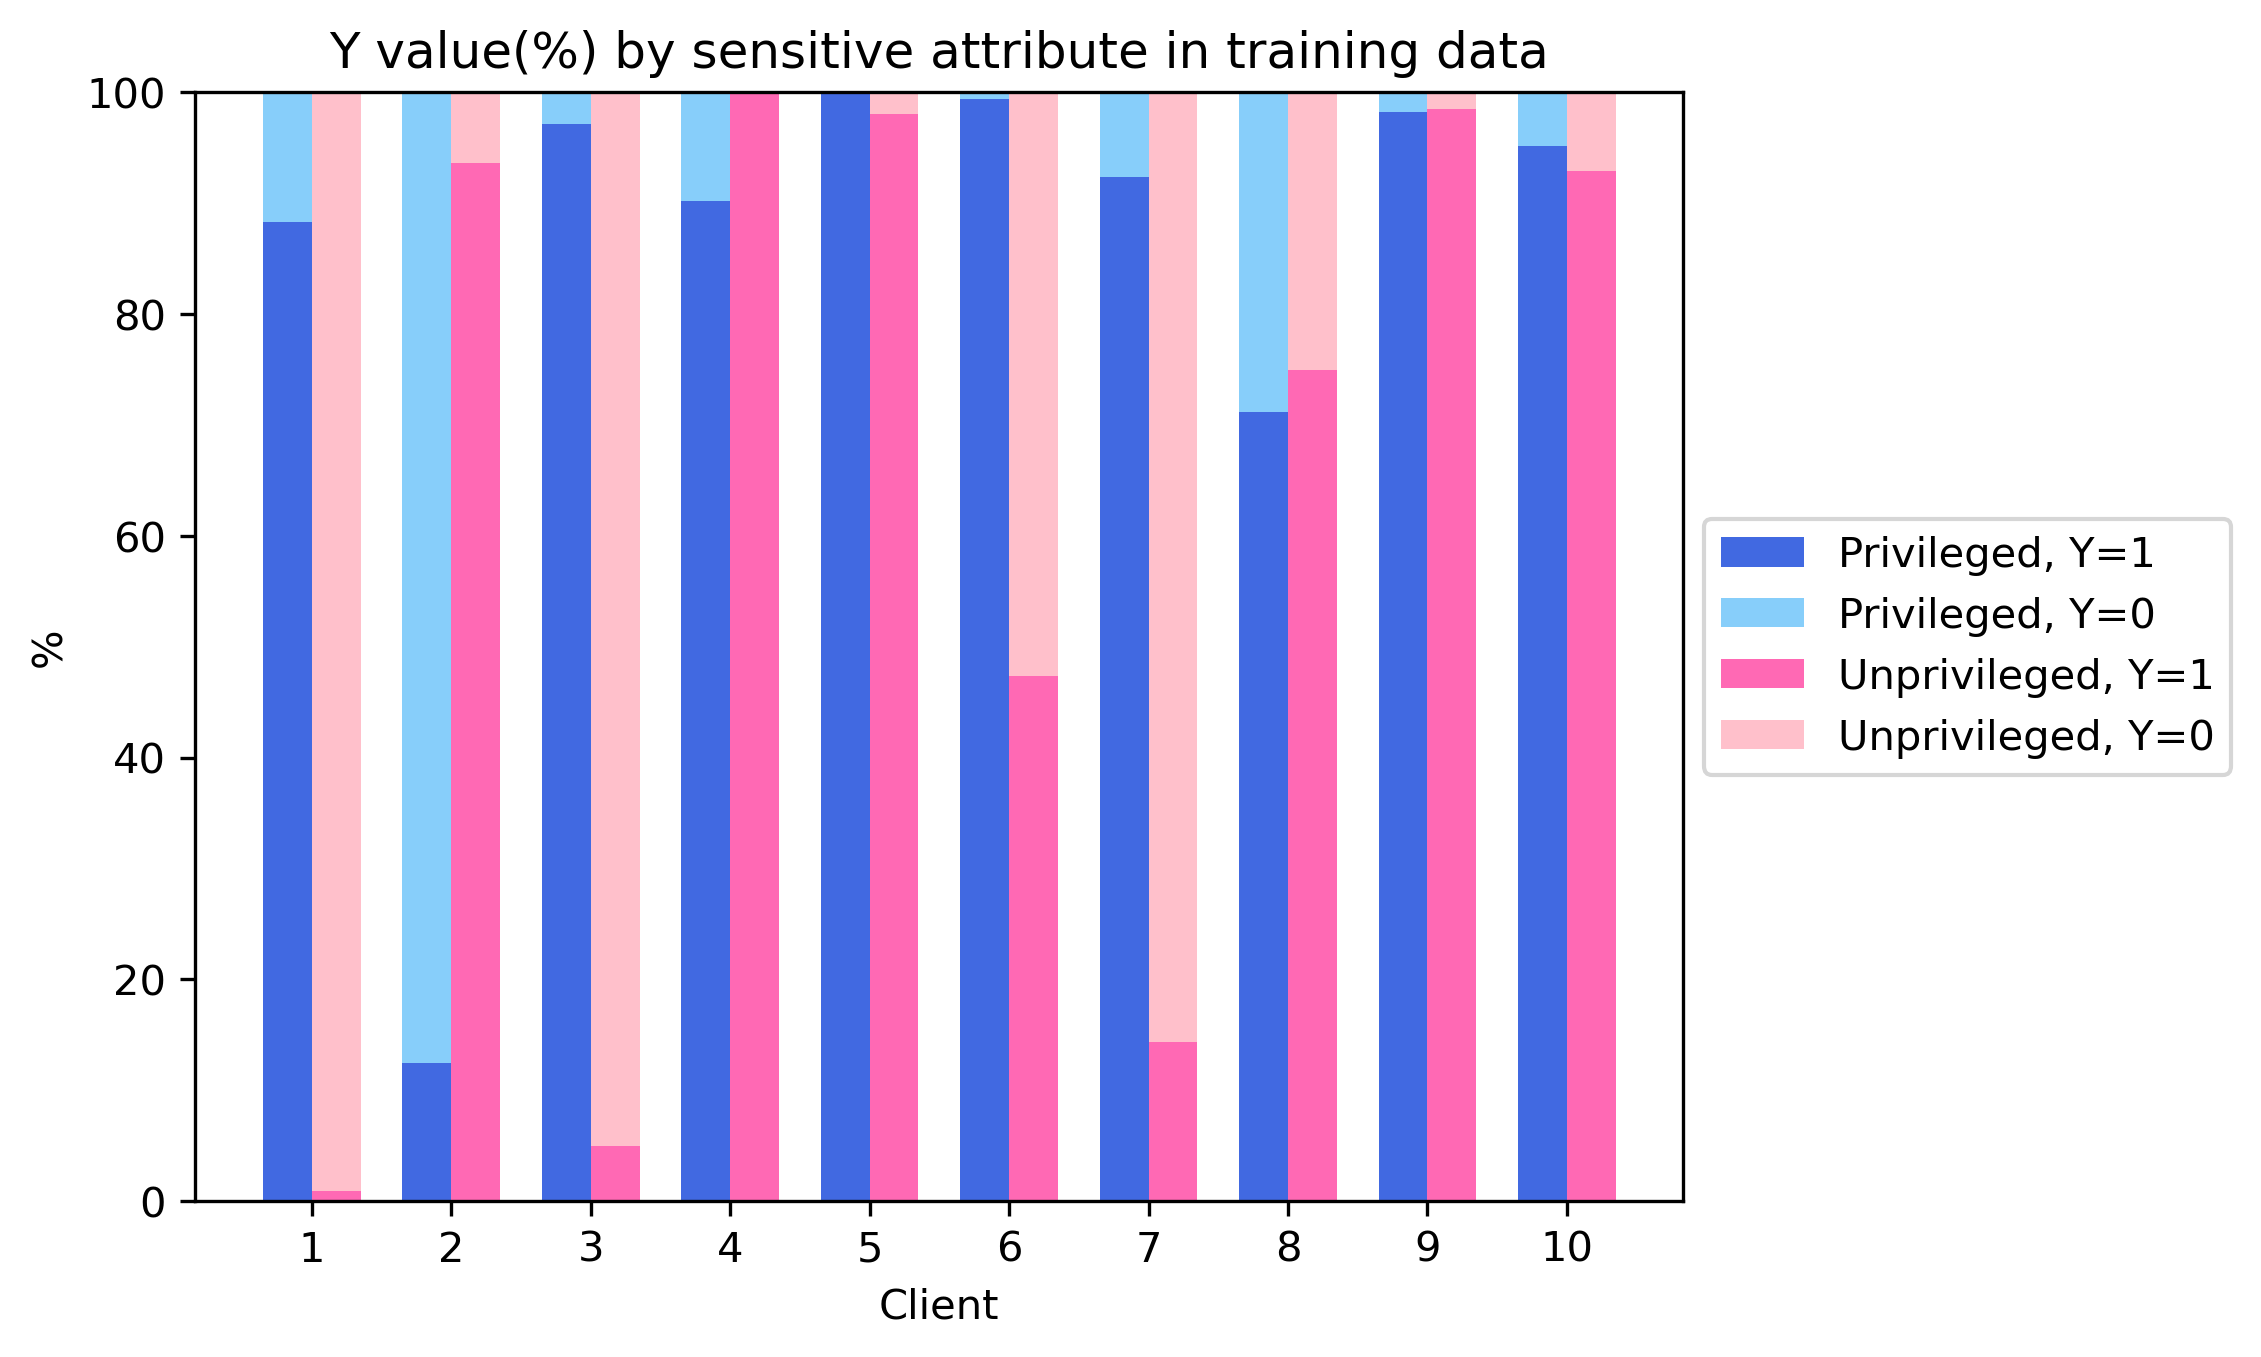 Y value(%) by sensitive attribute in training data
100
80
60
40
20
0
%
1 2 3 4 5 6 7 8 9 10
Client
Privileged, Y=1
Privileged, Y=0
Unprivileged, Y=1
Unprivileged, Y=0